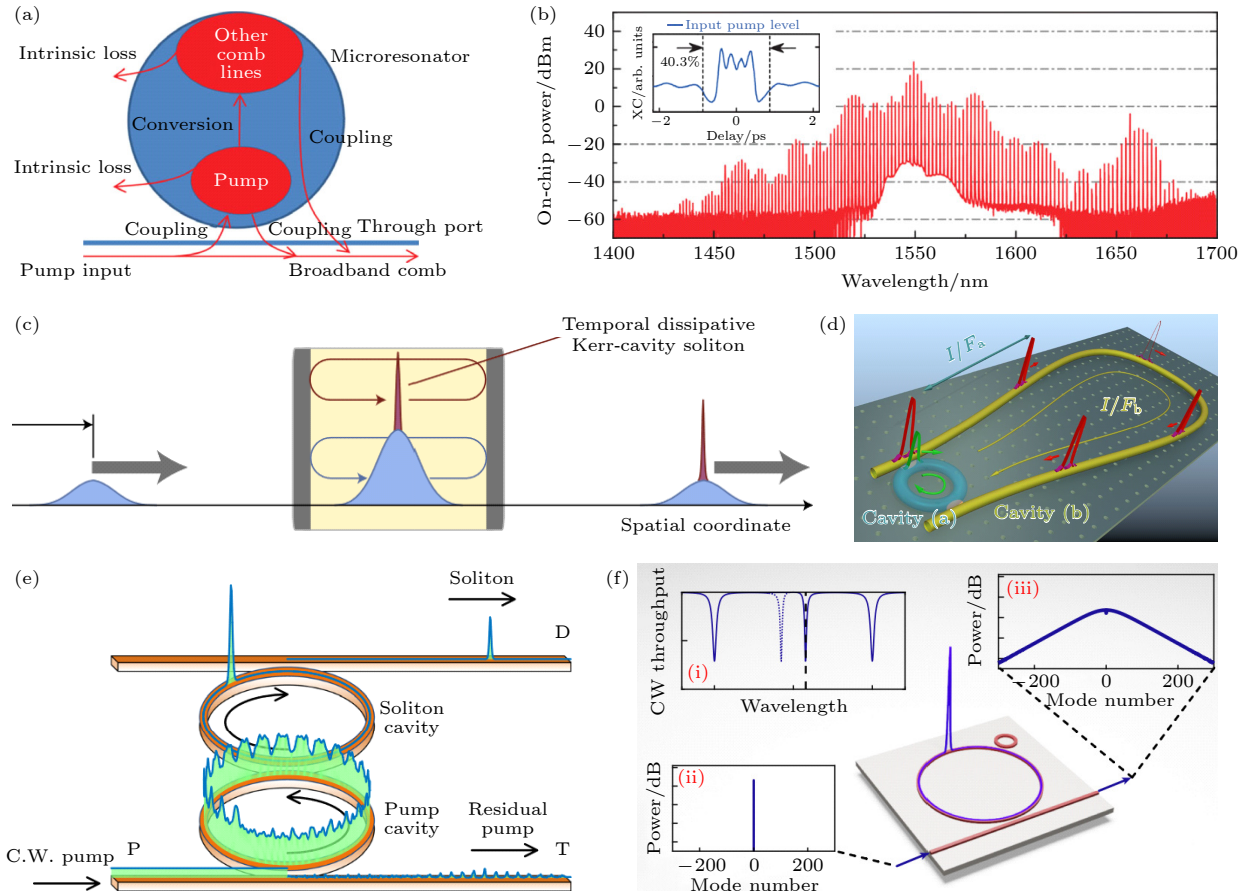 (a)
Other
comb
lines
Intrinsic loss
Microresonator
Conversion
Coupling
Intrinsic loss
Pump
Coupling
Coupling
Through port
Pump input
Broadband comb
(b)
On-chip power/dBm
40
20
0
−20
−40
−60
1400
1450
1500
1550
1600
1650
1700
Wavelength/nm
Input pump level
XC/arb. units
40.3%
−2
0
2
Delay/ps
(c)
Temporal dissipative
Kerr-cavity soliton
Spatial coordinate
(d)
I/Fa
I/Fb
Cavity (a)
Cavity (b)
(e)
Soliton
D
Soliton
cavity
Pump
cavity
Residual
pump
C.W. pump
P
T
(f)
CW throughput
(i)
Wavelength
Power/dB
(iii)
−200
0
200
Mode number
Power/dB
(ii)
−200
0
200
Mode number